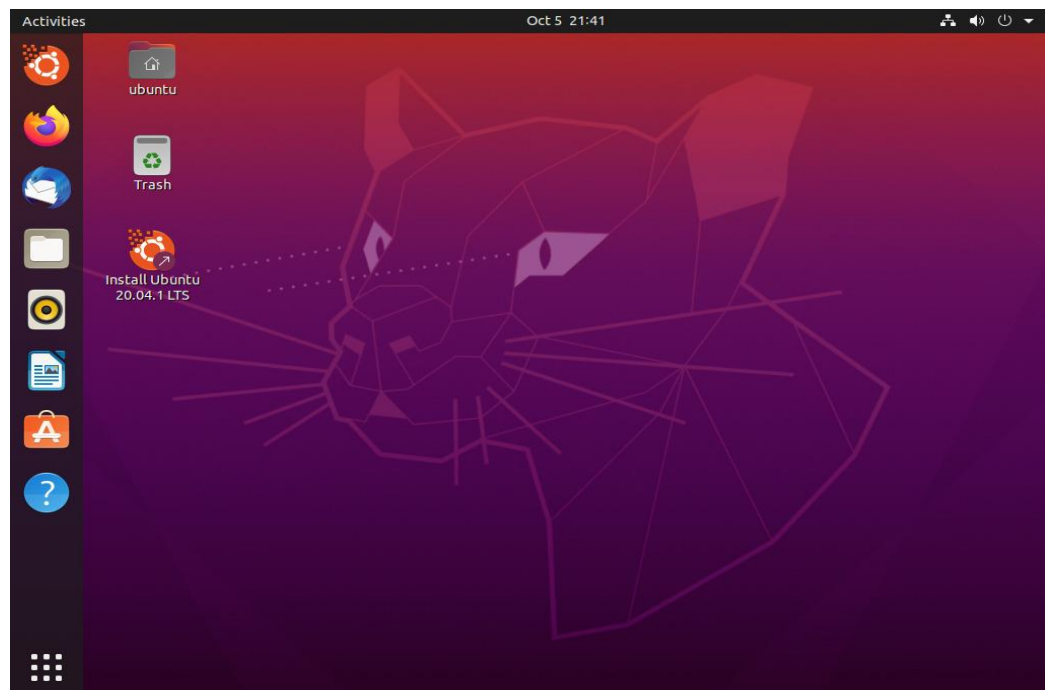 Activities
Oct 5 21:41
ubuntu
Trash
Install Ubuntu
20.04.1 LTS